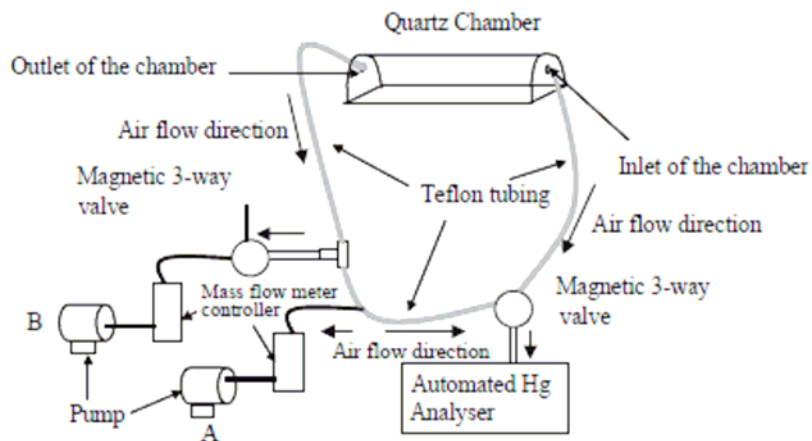 Quartz Chamber
Outlet of the chamber
Air flow direction
Inlet of the chamber
Magnetic 3-way
valve
Teflon tubing
Air flow direction
Magnetic 3-way
valve
Mass flow meter
controller
B
Air flow direction
Automated Hg
Analyser
Pump
A